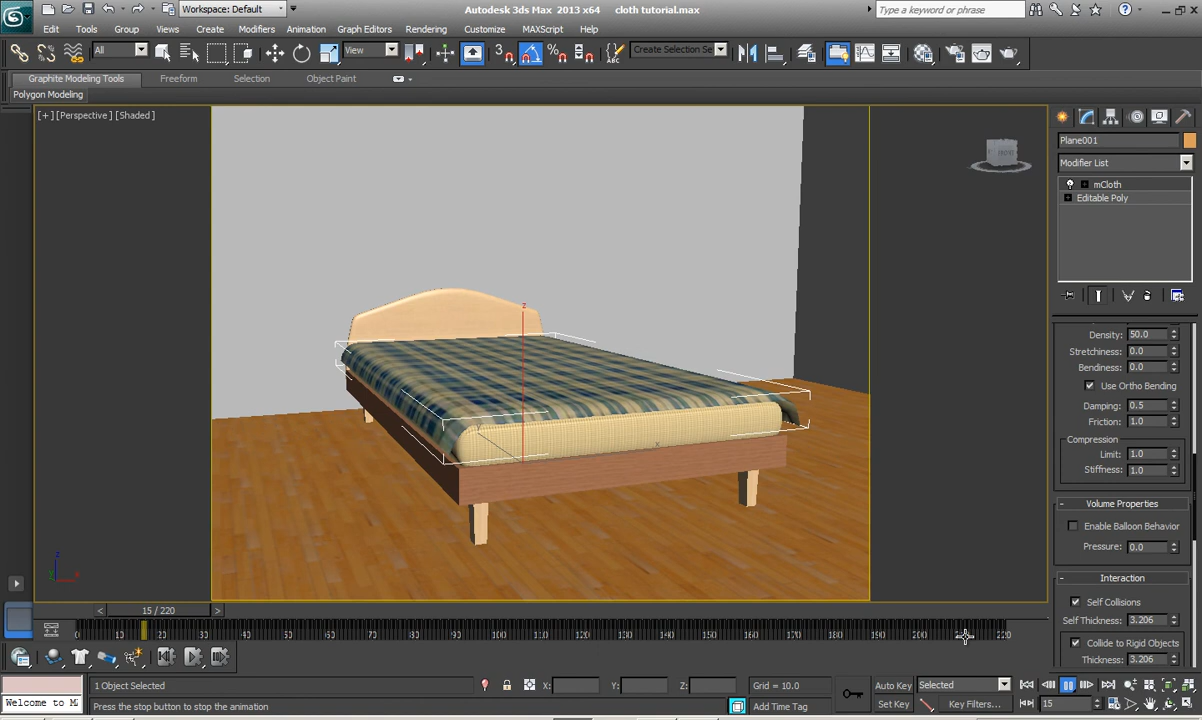 Autodesk 3ds Max 2013 x64 cloth tutorial.max
Workspace: Default
Type a keyword or phrase
Edit Tools Group Views Create Modifiers Animation Graph Editors Rendering Customize MAXScript Help
All
View
3
Create Selection Se
Graphite Modeling Tools Freeform Selection Object Paint
Polygon Modeling
[+] [Perspective] [Shaded]
Plane001
Modifier List
mCloth
Editable Poly
Density: 50.0
Stretchiness: 0.0
Bendiness: 0.0
Use Ortho Bending
Damping: 0.5
Friction: 1.0
Compression
Limit: 1.0
Stiffness: 1.0
Volume Properties
Enable Balloon Behavior
Pressure: 0.0
Interaction
Self Collisions
Self Thickness: 3.206
Collide to Rigid Objects
Thickness: 3.206
z
x
y
z
x
< 15 / 220 >
0 10 20 30 40 50 60 70 80 90 100 110 120 130 140 150 160 170 180 190 200 220
1 Object Selected
X: Y: Z:
Grid = 10.0
Auto Key Selected
Welcome to M
Press the stop button to stop the animation
Add Time Tag
Set Key Key Filters...
15